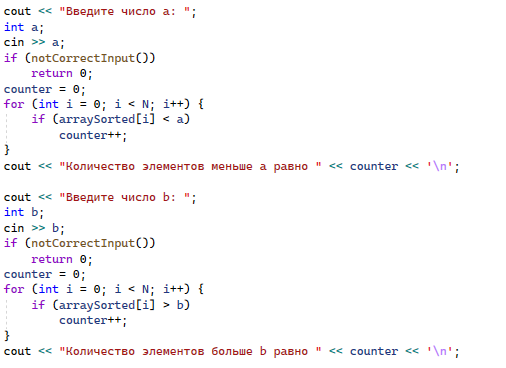 cout << "Введите число a: ";
int a;
cin >> a;
if (notCorrectInput())
    return 0;
counter = 0;
for (int i = 0; i < N; i++) {
    if (arraySorted[i] < a)
        counter++;
}
cout << "Количество элементов меньше a равно " << counter << '\n';

cout << "Введите число b: ";
int b;
cin >> b;
if (notCorrectInput())
    return 0;
counter = 0;
for (int i = 0; i < N; i++) {
    if (arraySorted[i] > b)
        counter++;
}
cout << "Количество элементов больше b равно " << counter << '\n';